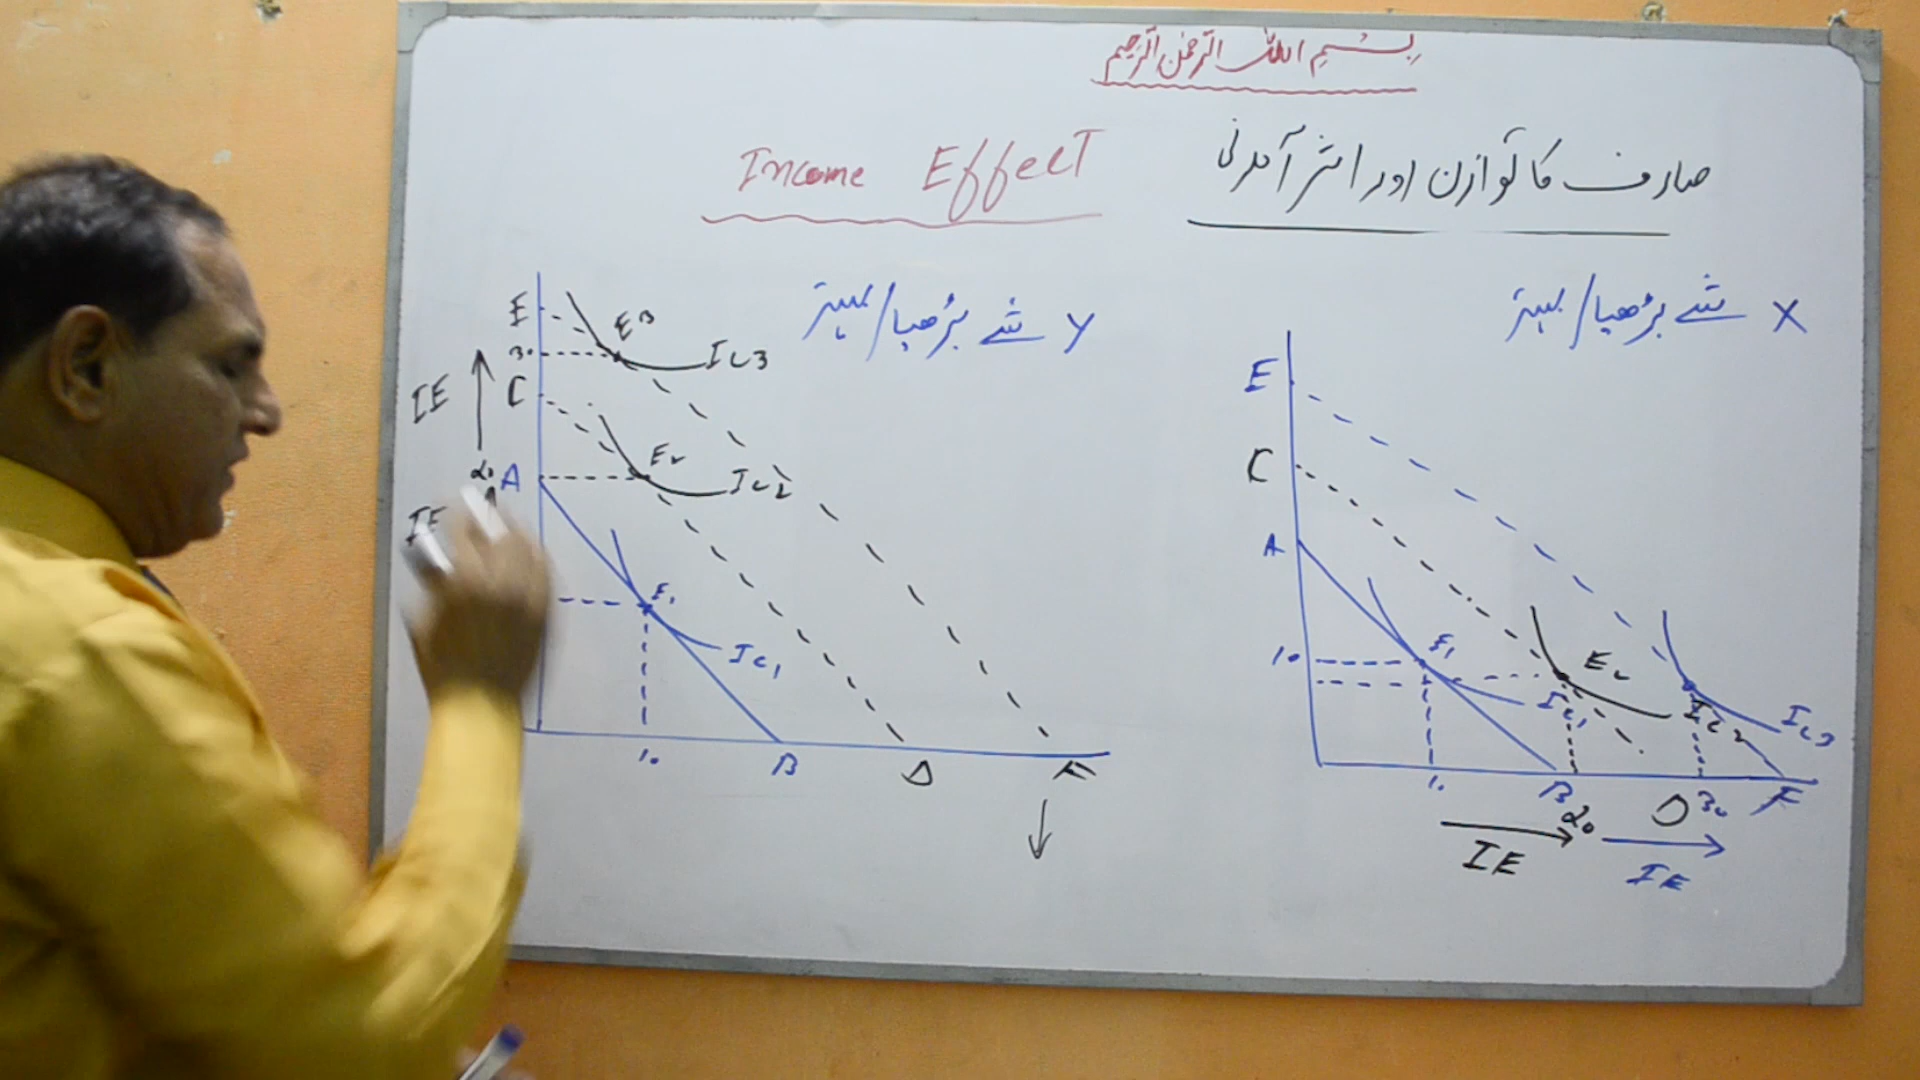 بسم اللہ الرحمٰن الرحیم
Income Effect
صارف کا توازن اور اثر آمدنی
Y شے بڑھیا/بہتر
E
E3
30
IC3
IE
C
E2
20
A
IC2
IE
E1
IC1
10
B
D
F
X شے بڑھیا/بہتر
E
C
A
E1
E2
10
IC1
IC2
IC3
10
B
20
D
30
F
IE
IE